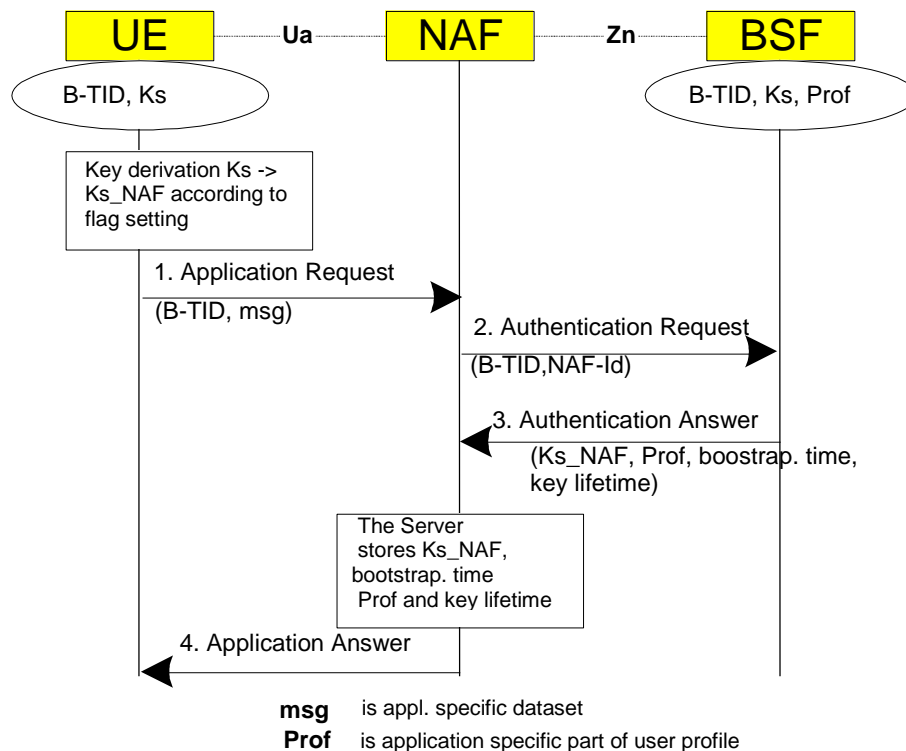 UE Ua NAF Zn BSF
B-TID, Ks
B-TID, Ks, Prof
Key derivation Ks ->
Ks_NAF according to
flag setting
1. Application Request
(B-TID, msg)
2. Authentication Request
(B-TID,NAF-Id)
3. Authentication Answer
(Ks_NAF, Prof, boostrap. time,
key lifetime)
The Server
stores Ks_NAF,
bootstrap. time
Prof and key lifetime
4. Application Answer
msg is appl. specific dataset
Prof is application specific part of user profile